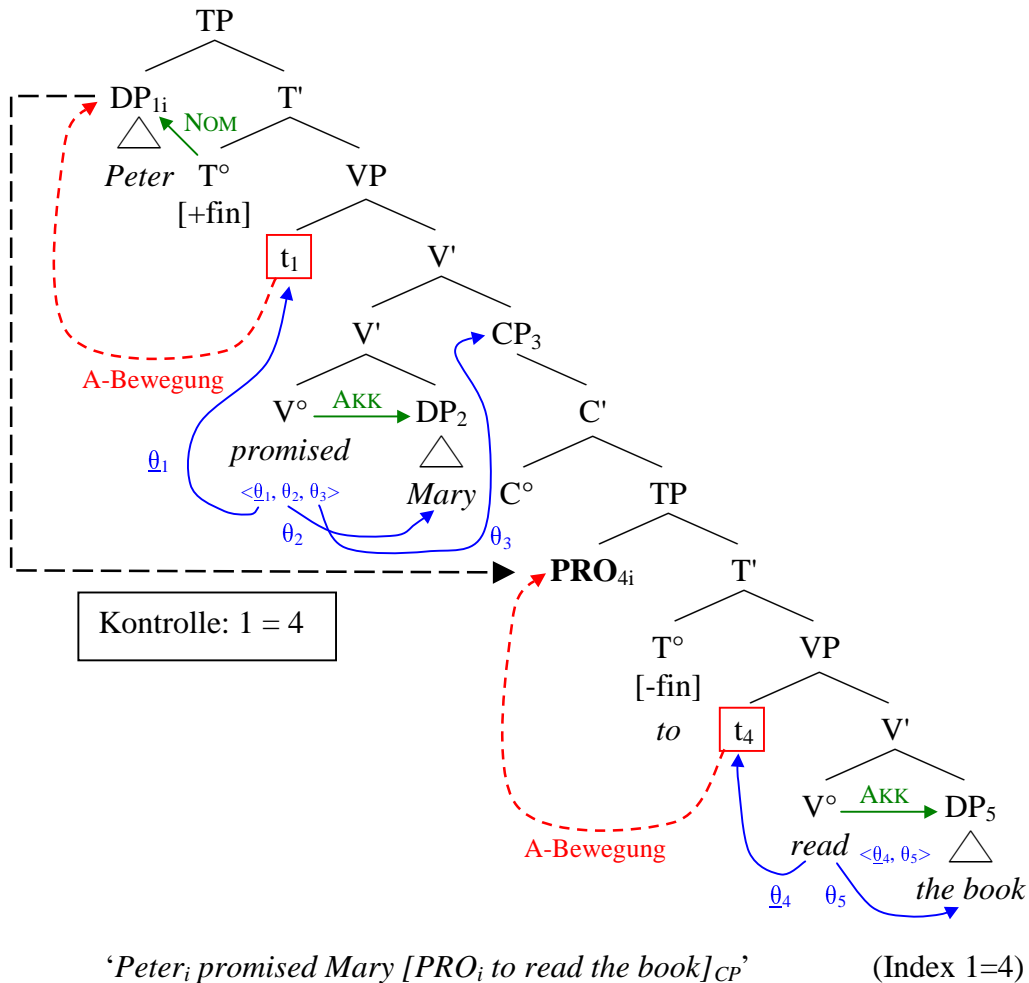 TP
DP1i T'
NOM
Peter T° VP
[+fin]
t1 V'
V' CP3
A-Bewegung
V° AKK DP2 C'
θ1 promised
<θ1, θ2, θ3> Mary C° TP
θ2 θ3
PRO4i T'
Kontrolle: 1 = 4
T° VP
[-fin]
to t4 V'
V° AKK DP5
A-Bewegung read <θ4, θ5>
θ4 θ5 the book
‘Peteri promised Mary [PROi to read the book]CP’ (Index 1=4)